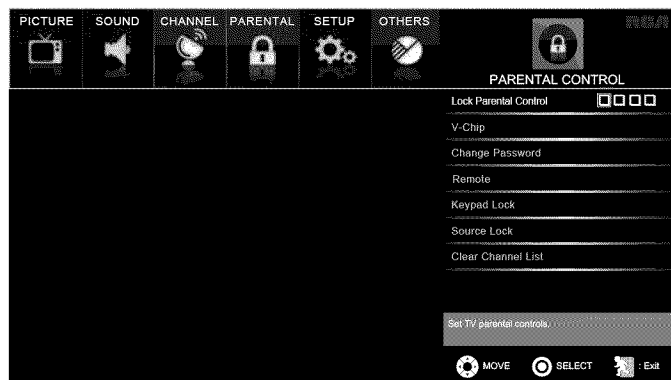 PICTURE SOUND CHANNEL PARENTAL SETUP OTHERS
RCA
PARENTAL CONTROL
Lock Parental Control
V-Chip
Change Password
Remote
Keypad Lock
Source Lock
Clear Channel List
Set TV parental controls.
MOVE SELECT : Exit